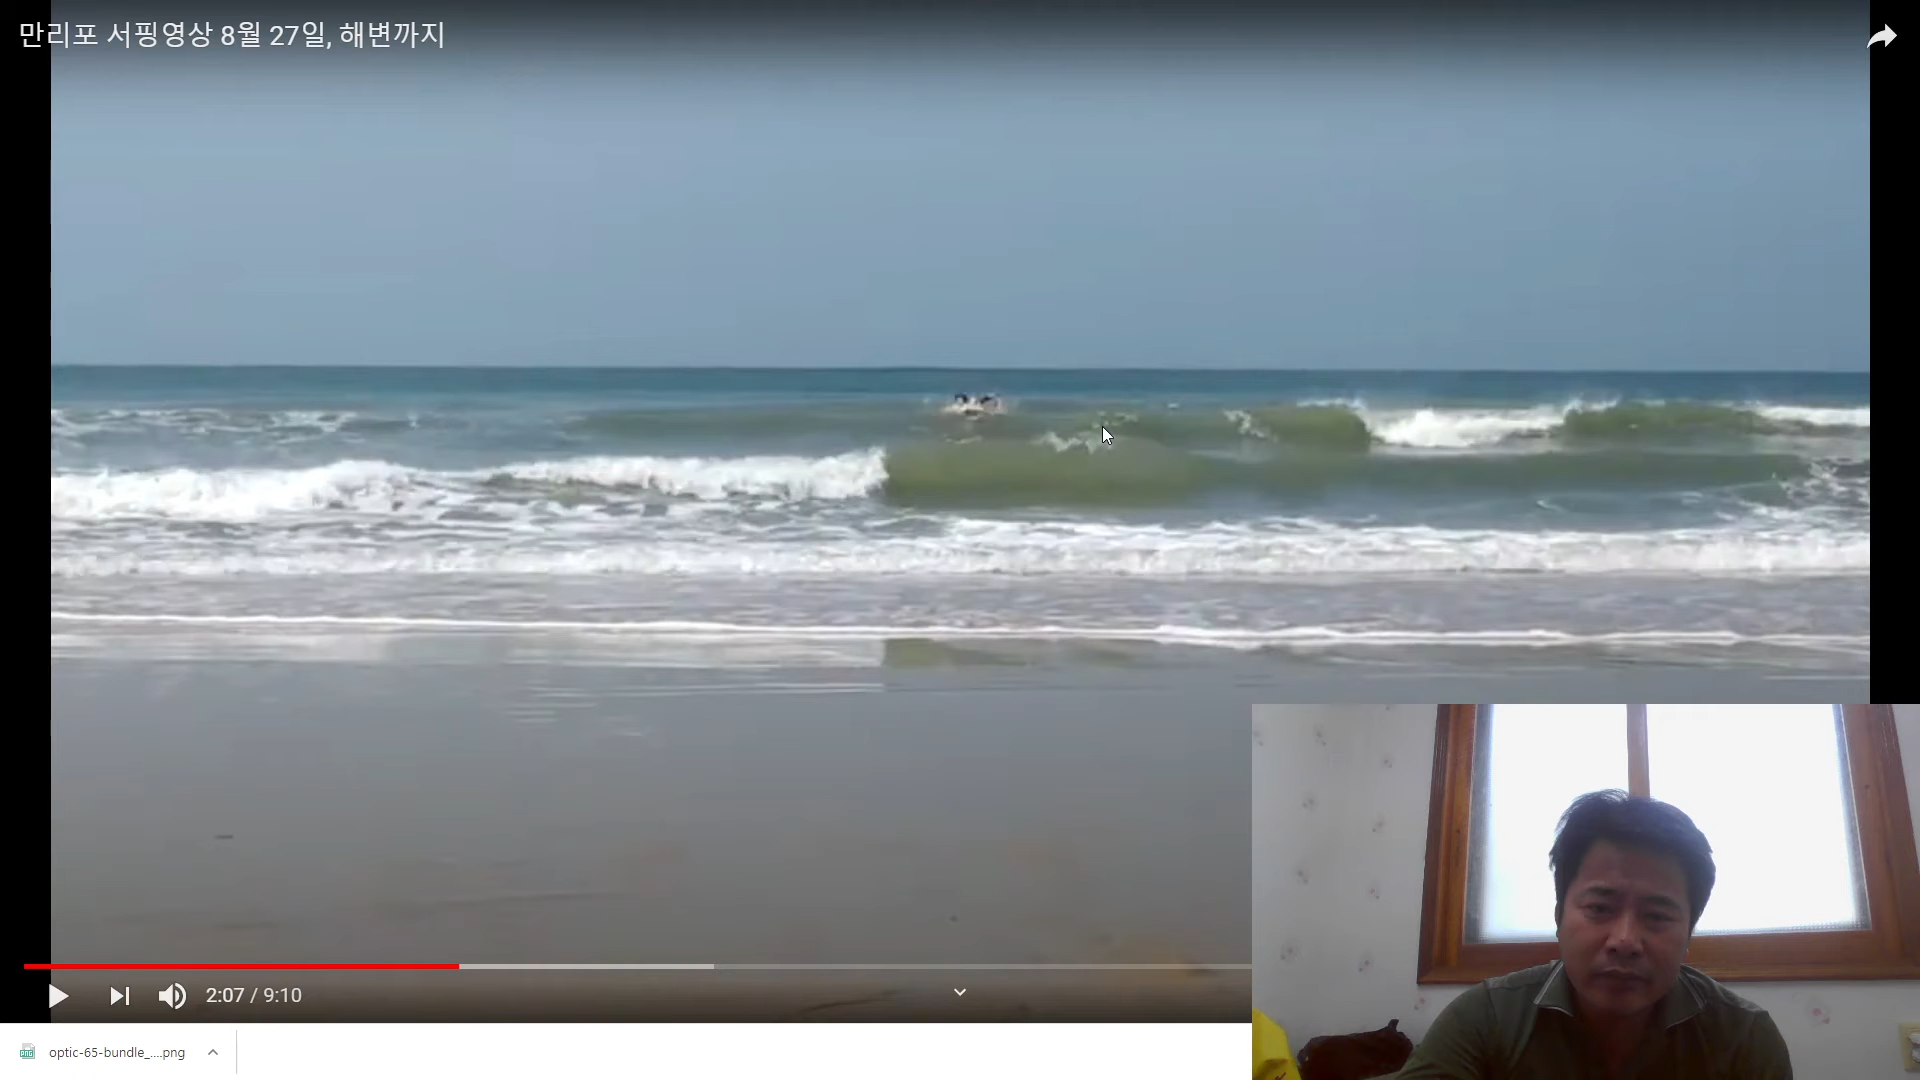 만리포 서핑영상 8월 27일, 해변까지
2:07 / 9:10
optic-65-bundle_....png